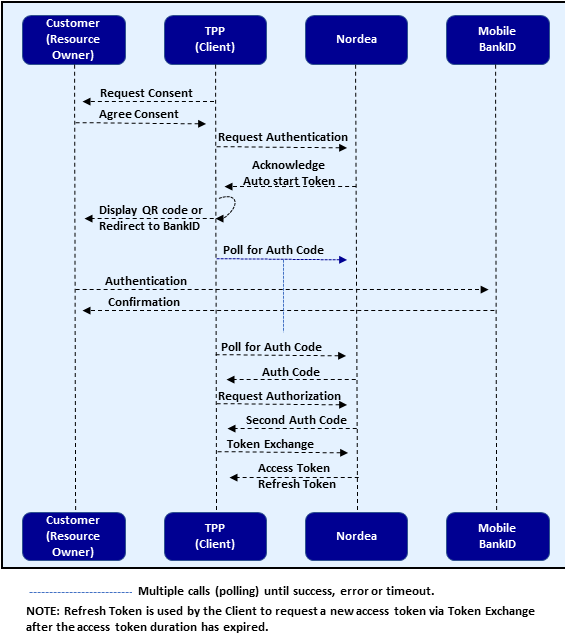 Customer
(Resource
Owner)
TPP
(Client)
Nordea
Mobile
BankID
Request Consent
Agree Consent
Request Authentication
Acknowledge
Auto start Token
Display QR code or
Redirect to BankID
Poll for Auth Code
Authentication
Confirmation
Poll for Auth Code
Auth Code
Request Authorization
Second Auth Code
Token Exchange
Access Token
Refresh Token
Customer
(Resource
Owner)
TPP
(Client)
Nordea
Mobile
BankID
Multiple calls (polling) until success, error or timeout.
NOTE: Refresh Token is used by the Client to request a new access token via Token Exchange
after the access token duration has expired.